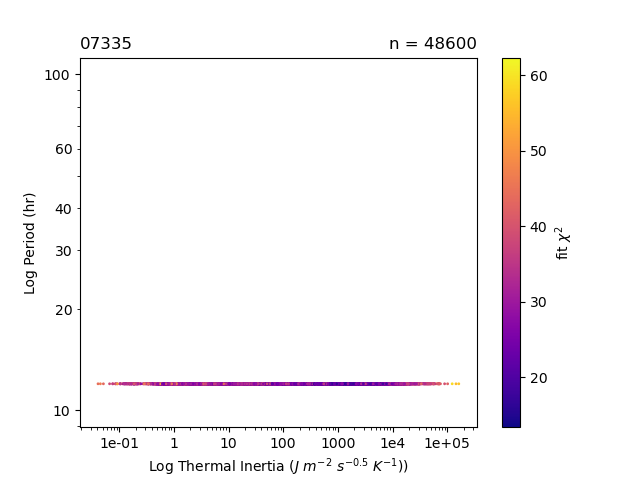 07335
n = 48600
100
60
40
30
20
10
Log Period (hr)
1e-01 1 10 100 1000 1e4 1e+05
Log Thermal Inertia (J m⁻² s⁻⁰·⁵ K⁻¹))
60
50
40
30
20
fit χ²